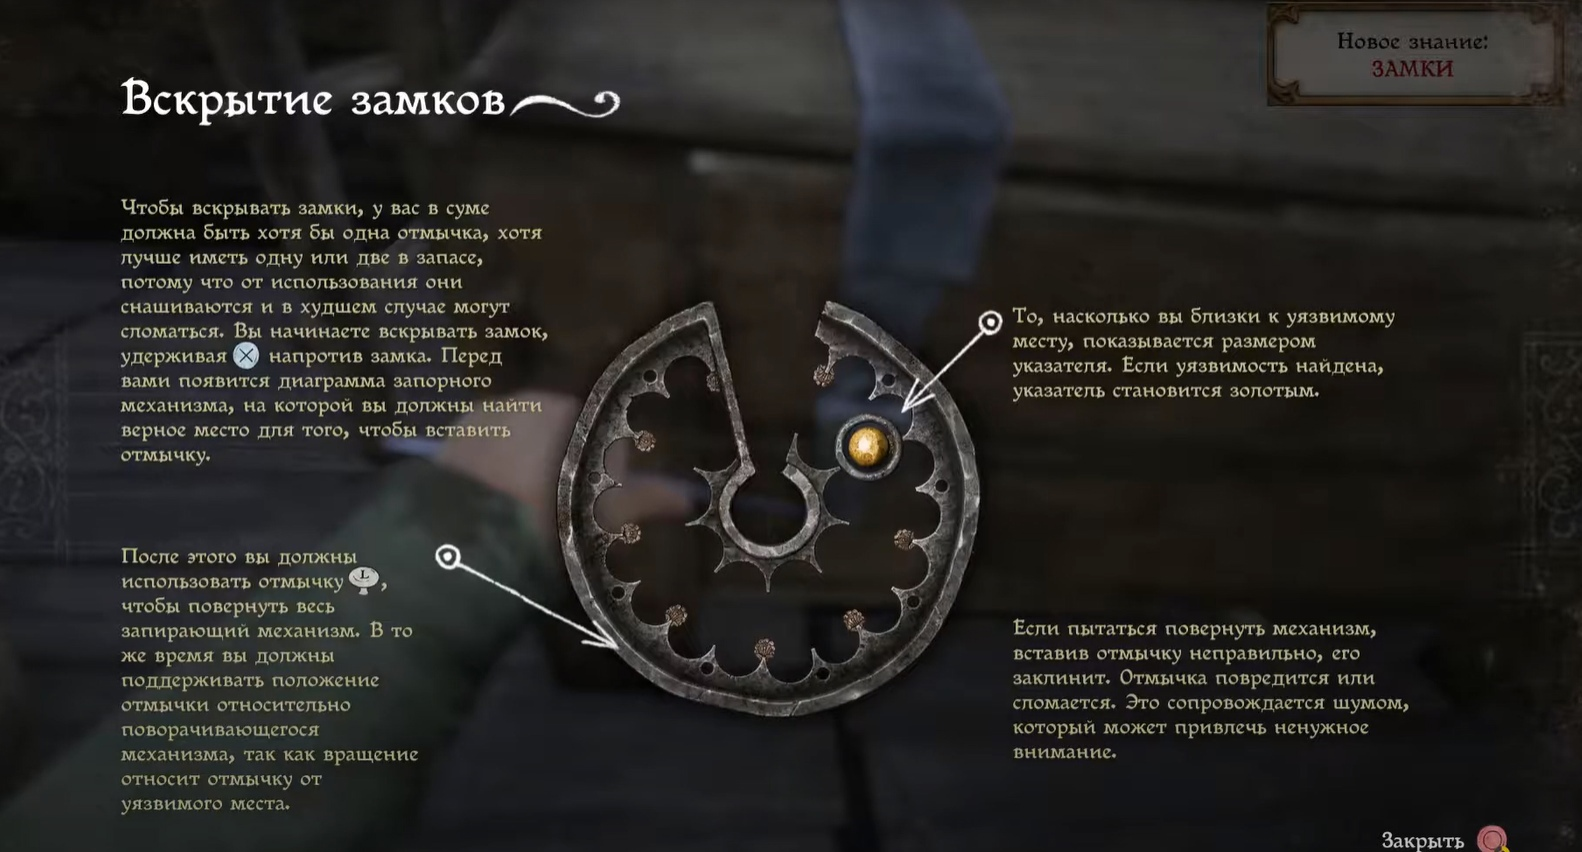 Новое знание:
ЗАМКИ
Вскрытие замков
Чтобы вскрывать замки, у вас в суме
должна быть хотя бы одна отмычка, хотя
лучше иметь одну или две в запасе,
потому что от использования они
снашиваются и в худшем случае могут
сломаться. Вы начинаете вскрывать замок,
удерживая напротив замка. Перед
вами появится диаграмма запорного
механизма, на которой вы должны найти
верное место для того, чтобы вставить
отмычку.
То, насколько вы близки к уязвимому
месту, показывается размером
указателя. Если уязвимость найдена,
указатель становится золотым.
После этого вы должны
использовать отмычку L,
чтобы повернуть весь
запирающий механизм. В то
же время вы должны
поддерживать положение
отмычки относительно
поворачивающегося
механизма, так как вращение
относит отмычку от
уязвимого места.
Если пытаться повернуть механизм,
вставив отмычку неправильно, его
заклинит. Отмычка повредится или
сломается. Это сопровождается шумом,
который может привлечь ненужное
внимание.
Закрыть